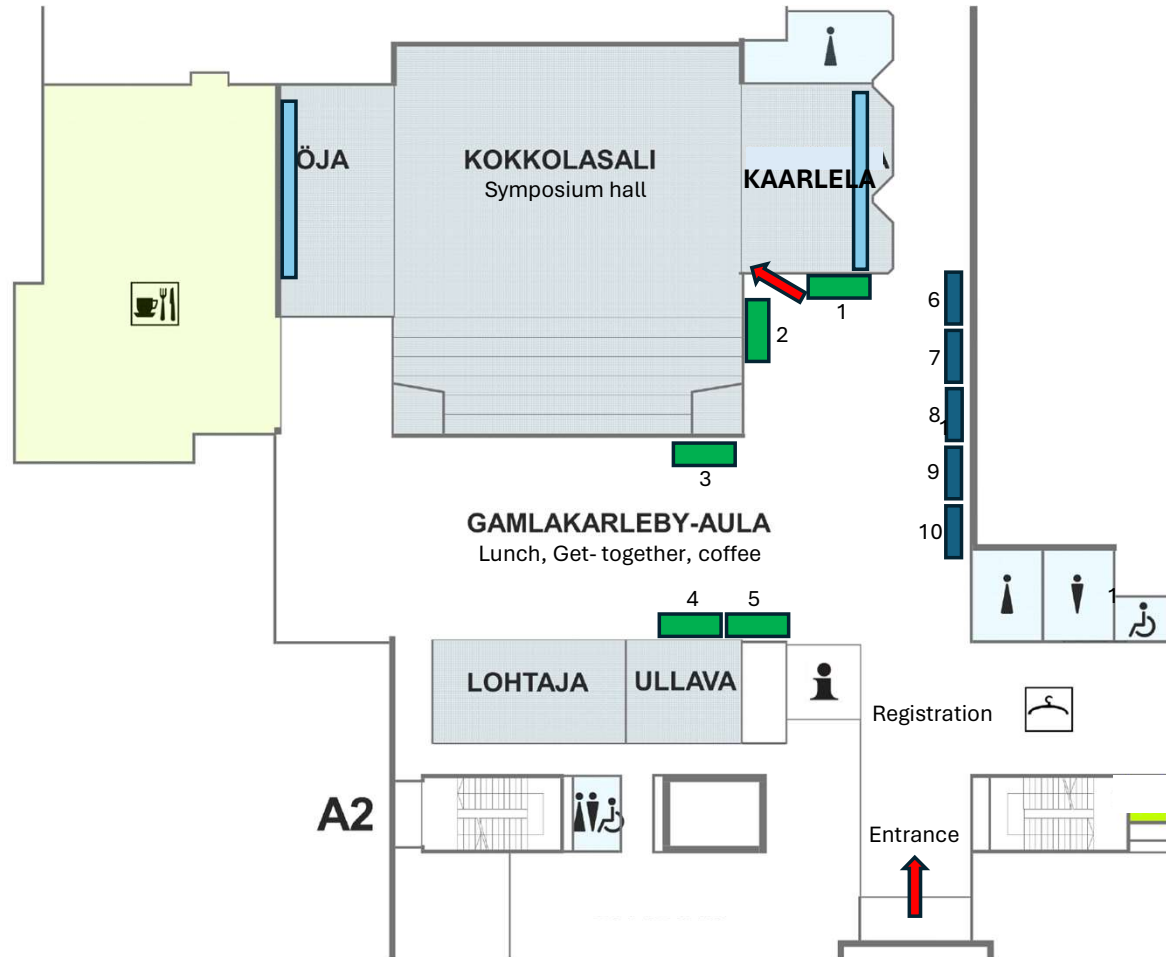 ÖJA
KOKKOLASALI
Symposium hall
KAARLELA
A
1
2
3
6
7
8
1
9
10
GAMLAKARLEBY-AULA
Lunch, Get- together, coffee
4
5
1
LOHTAJA
ULLAVA
i
Registration
A2
Entrance